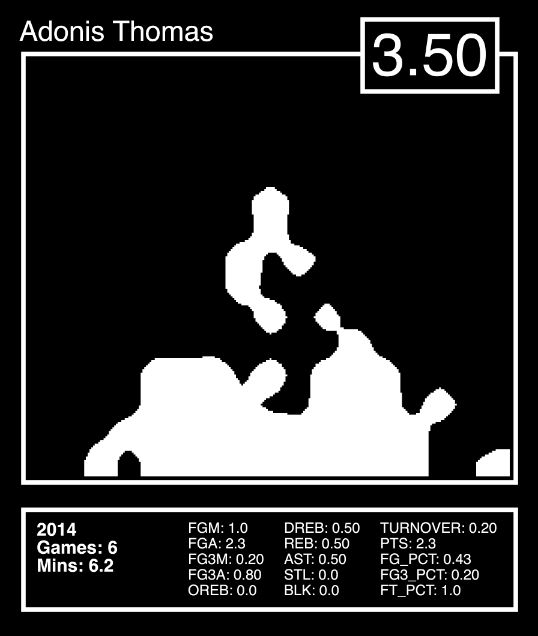 Adonis Thomas
3.50
2014
Games: 6
Mins: 6.2
FGM: 1.0
FGA: 2.3
FG3M: 0.20
FG3A: 0.80
OREB: 0.0
DREB: 0.50
REB: 0.50
AST: 0.50
STL: 0.0
BLK: 0.0
TURNOVER: 0.20
PTS: 2.3
FG_PCT: 0.43
FG3_PCT: 0.20
FT_PCT: 1.0